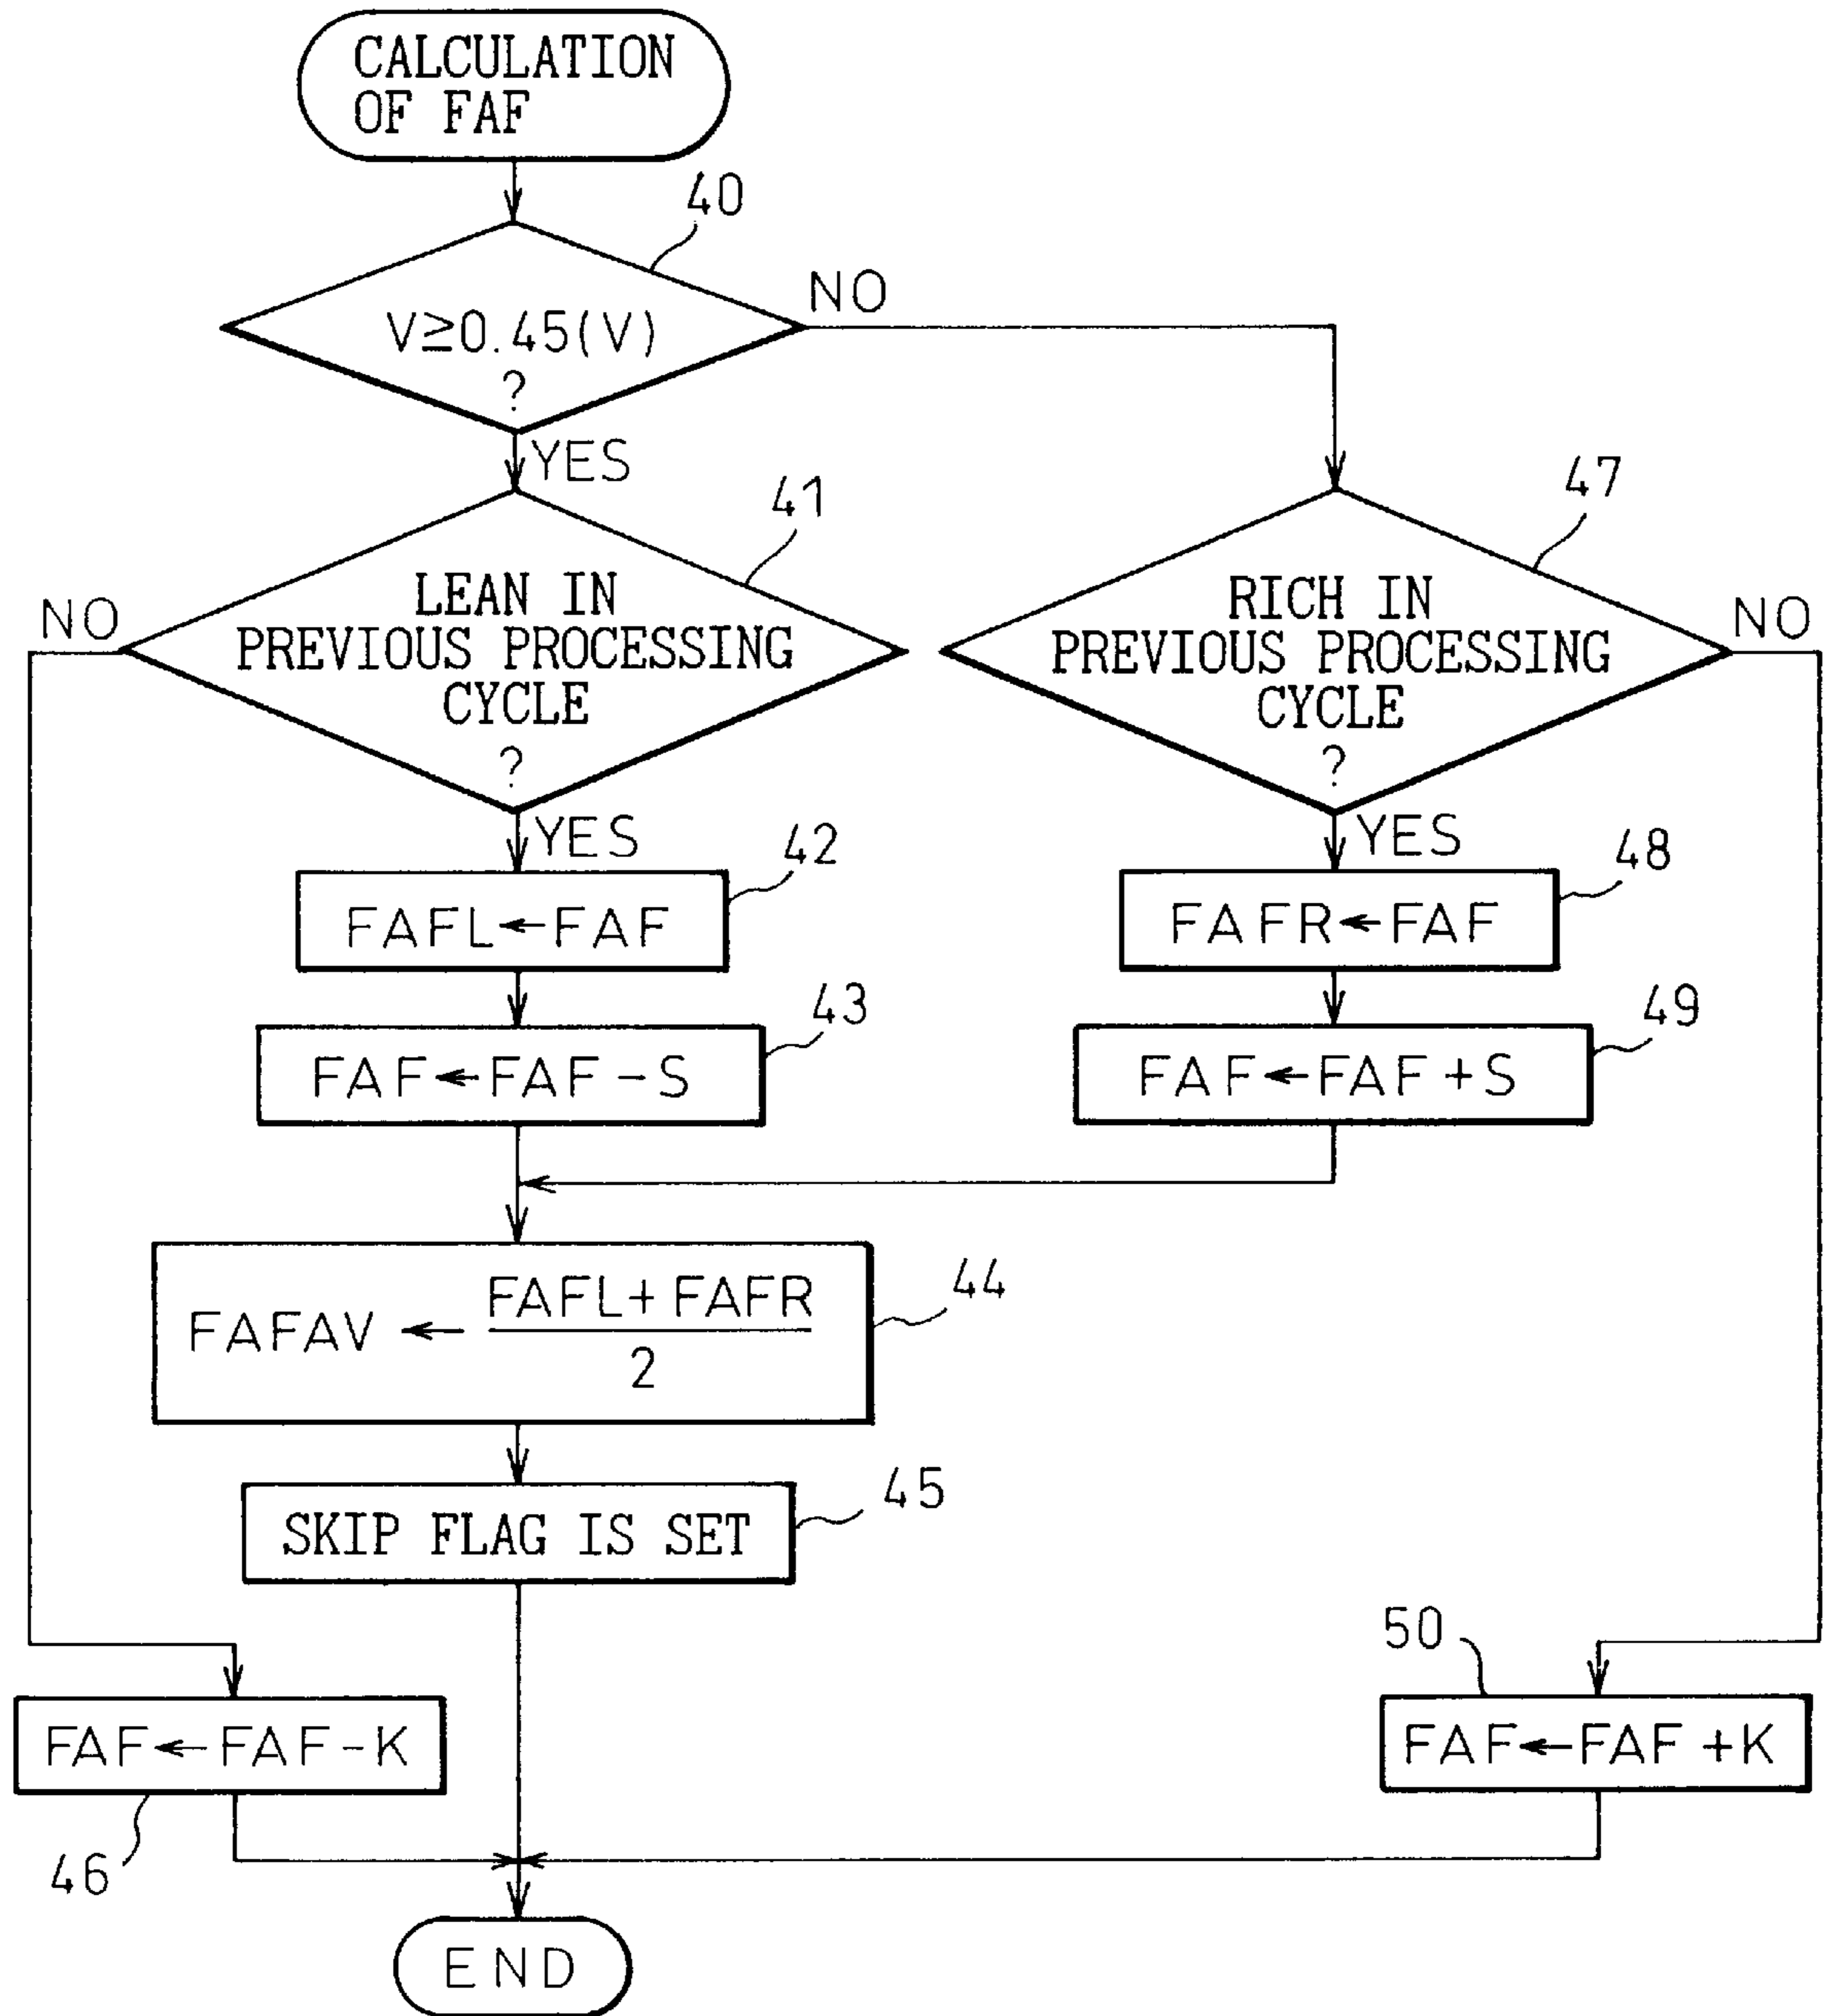 CALCULATION
OF FAF
40
NO
V≧0.45(V)
?
YES
41
47
NO
LEAN IN
PREVIOUS PROCESSING
CYCLE
?
RICH IN
PREVIOUS PROCESSING
CYCLE
?
NO
YES
42
YES
48
FAFL←FAF
FAFR←FAF
43
49
FAF←FAF-S
FAF←FAF+S
44
FAFAV ← FAFL+FAFR
2
45
SKIP FLAG IS SET
50
FAF←FAF-K
FAF←FAF+K
46
END